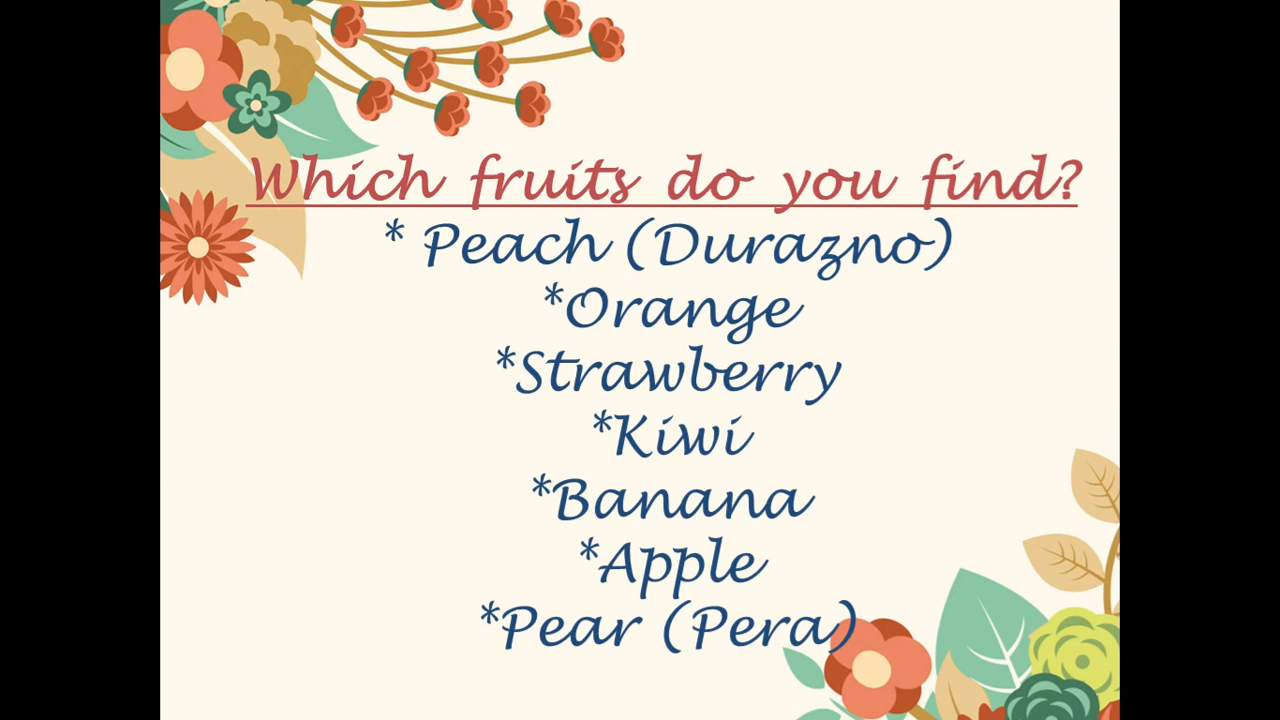 Which fruits do you find?
* Peach (Durazno)
*Orange
*Strawberry
*Kiwi
*Banana
*Apple
*Pear (Pera)